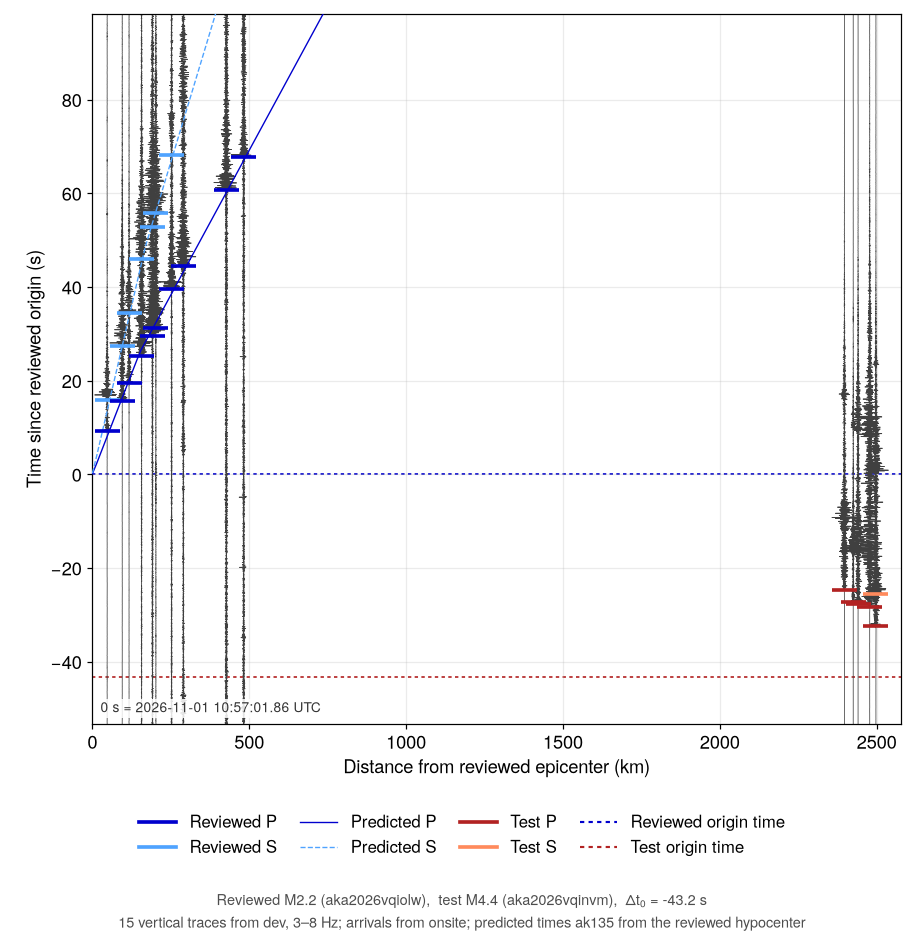 Time since reviewed origin (s)
80
60
40
20
0
−20
−40
0 s = 2026-11-01 10:57:01.86 UTC
0 500 1000 1500 2000 2500
Distance from reviewed epicenter (km)
Reviewed P Predicted P Test P Reviewed origin time
Reviewed S Predicted S Test S Test origin time
Reviewed M2.2 (aka2026vqiolw), test M4.4 (aka2026vqinvm), Δt₀ = -43.2 s
15 vertical traces from dev, 3–8 Hz; arrivals from onsite; predicted times ak135 from the reviewed hypocenter